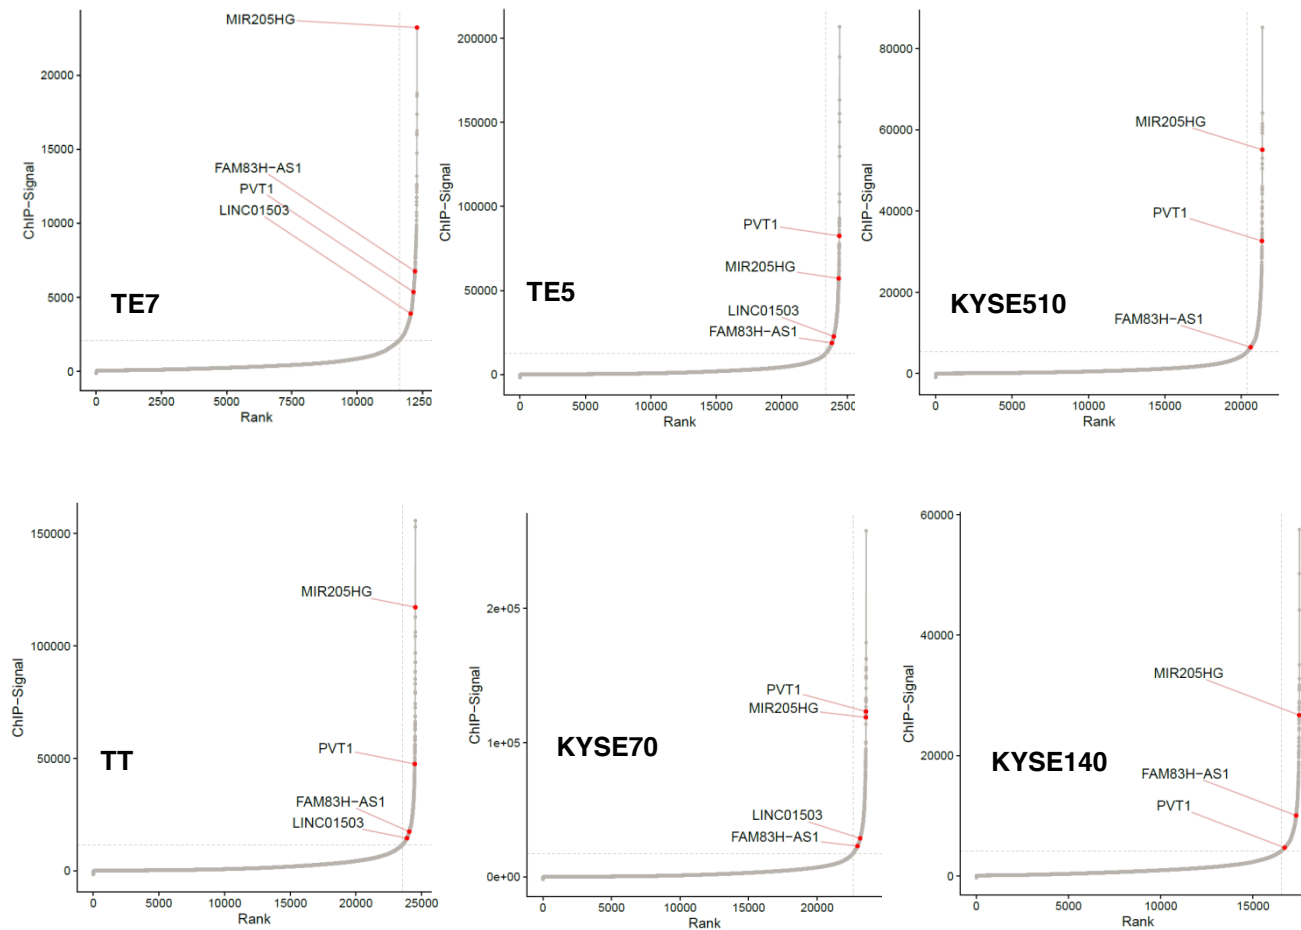 MIR205HG
20000
15000
10000
5000
0
ChIP−Signal
FAM83H−AS1
PVT1
LINC01503
TE7
0
2500
5000
7500
10000
1250
Rank
200000
150000
100000
50000
0
ChIP−Signal
PVT1
MIR205HG
LINC01503
FAM83H−AS1
TE5
0
5000
10000
15000
20000
2500
Rank
80000
60000
40000
20000
0
ChIP−Signal
MIR205HG
PVT1
FAM83H−AS1
KYSE510
0
5000
10000
15000
20000
Rank
150000
100000
50000
0
ChIP−Signal
MIR205HG
PVT1
FAM83H−AS1
LINC01503
TT
0
5000
10000
15000
20000
25000
Rank
2e+05
1e+05
0e+00
ChIP−Signal
PVT1
MIR205HG
LINC01503
FAM83H−AS1
KYSE70
0
5000
10000
15000
20000
Rank
60000
40000
20000
0
ChIP−Signal
MIR205HG
FAM83H−AS1
PVT1
KYSE140
0
5000
10000
15000
Rank